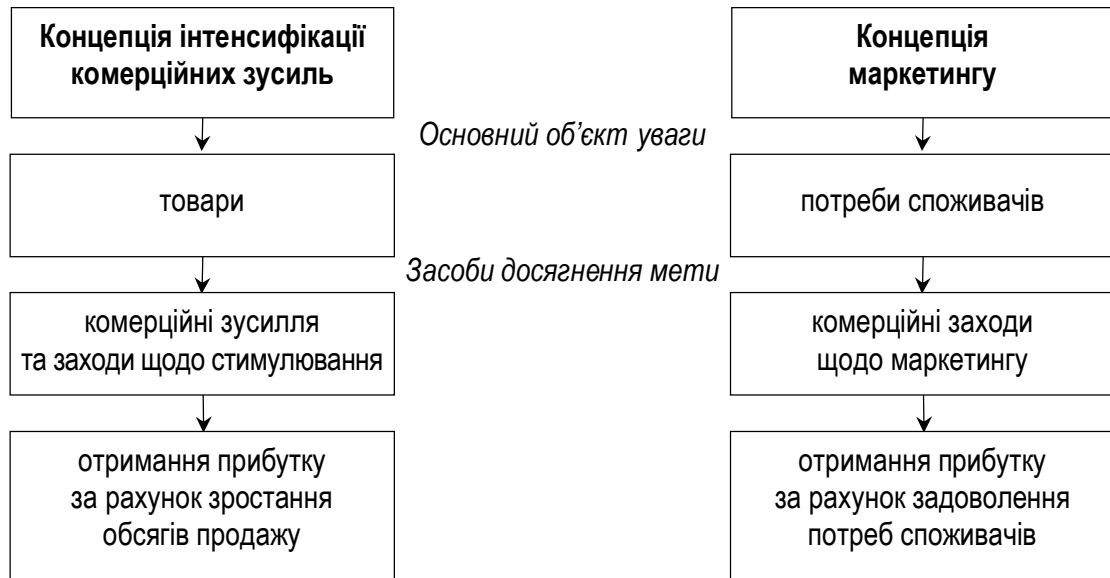 Концепція інтенсифікації
комерційних зусиль
Концепція
маркетингу
Основний об’єкт уваги
товари
потреби споживачів
Засоби досягнення мети
комерційні зусилля
та заходи щодо стимулювання
комерційні заходи
щодо маркетингу
отримання прибутку
за рахунок зростання
обсягів продажу
отримання прибутку
за рахунок задоволення
потреб споживачів